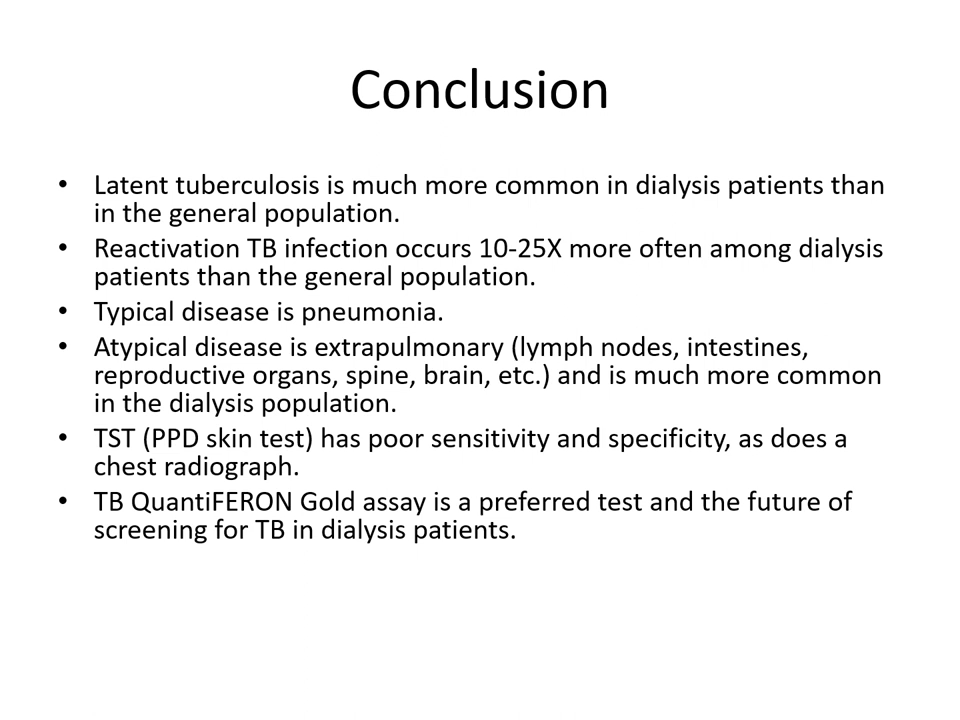 Conclusion
• Latent tuberculosis is much more common in dialysis patients than
in the general population.
• Reactivation TB infection occurs 10-25X more often among dialysis
patients than the general population.
• Typical disease is pneumonia.
• Atypical disease is extrapulmonary (lymph nodes, intestines,
reproductive organs, spine, brain, etc.) and is much more common
in the dialysis population.
• TST (PPD skin test) has poor sensitivity and specificity, as does a
chest radiograph.
• TB QuantiFERON Gold assay is a preferred test and the future of
screening for TB in dialysis patients.